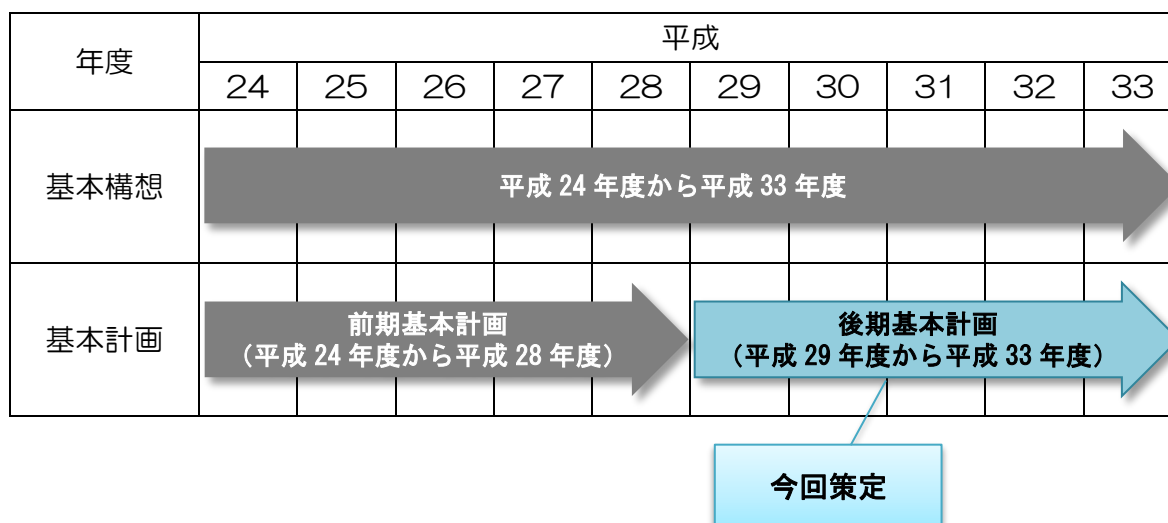 年度
平成
24 25 26 27 28 29 30 31 32 33
基本構想
平成 24 年度から平成 33 年度
基本計画
前期基本計画
（平成 24 年度から平成 28 年度）
後期基本計画
（平成 29 年度から平成 33 年度）
今回策定